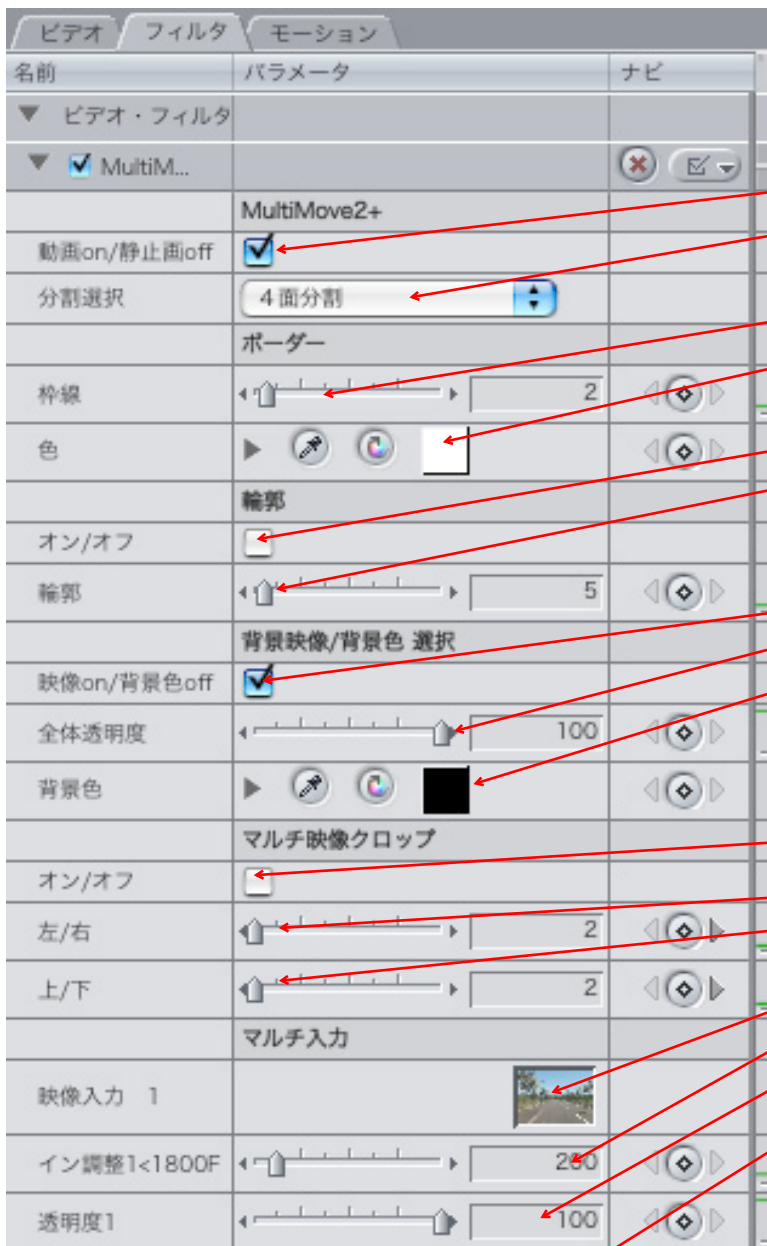 ビデオ フィルタ モーション
名前 パラメータ ナビ
▼ ビデオ・フィルタ
▼ MultiM...
MultiMove2+
動画on/静止画off
分割選択 4面分割
ボーダー
枠線 2
色
輪郭
オン/オフ
輪郭 5
背景映像/背景色 選択
映像on/背景色off
全体透明度 100
背景色
マルチ映像クロップ
オン/オフ
左/右 2
上/下 2
マルチ入力
映像入力 1
イン調整1<1800F
透明度1 100